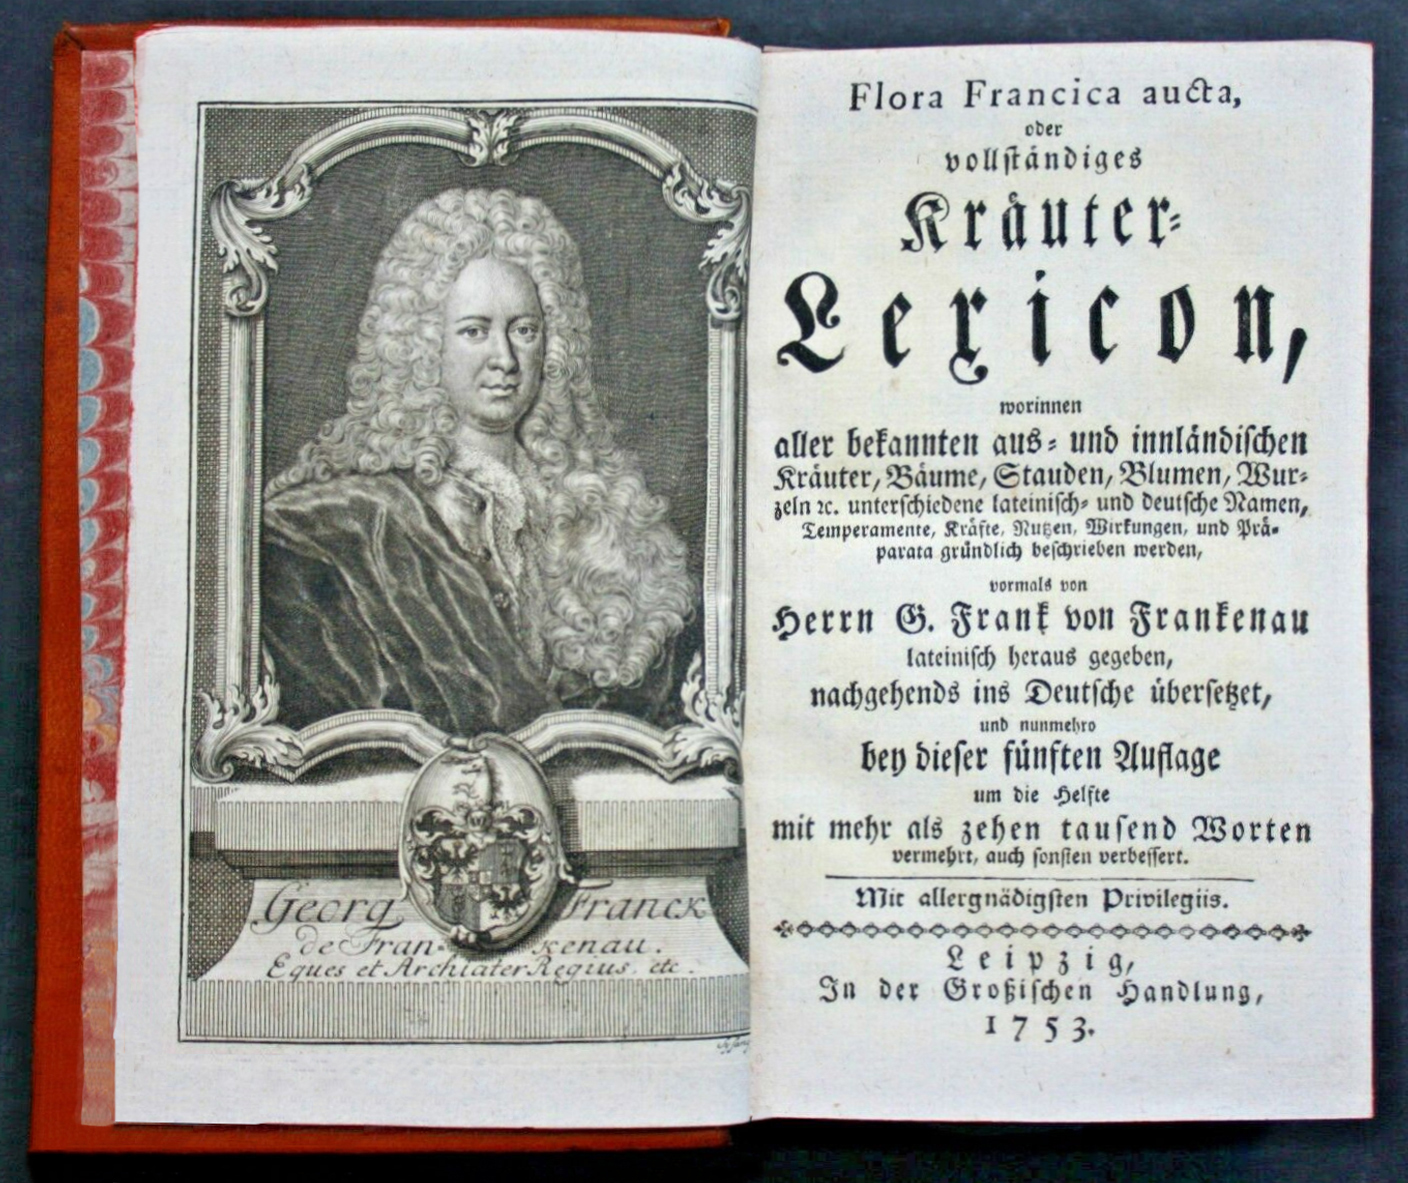 Georg Franck
de Fran- kenau.
Eques et Archiater Regius. etc.
Flora Francica aucta,
oder
vollständiges
Kräuter-
Lexicon,
worinnen
aller bekannten aus- und innländischen
Kräuter, Bäume, Stauden, Blumen, Wur-
zeln ꝛc. unterschiedene lateinisch- und deutsche Namen,
Temperamente, Kräfte, Nutzen, Wirkungen, und Prä-
parata gründlich beschrieben werden,
vormals von
Herrn G. Frank von Frankenau
lateinisch heraus gegeben,
nachgehends ins Deutsche übersetzet,
und nunmehro
bey dieser fünften Auflage
um die Helfte
mit mehr als zehen tausend Worten
vermehrt, auch sonsten verbessert.
Mit allergnädigsten Privilegiis.
Leipzig,
In der Großischen Handlung,
1753.